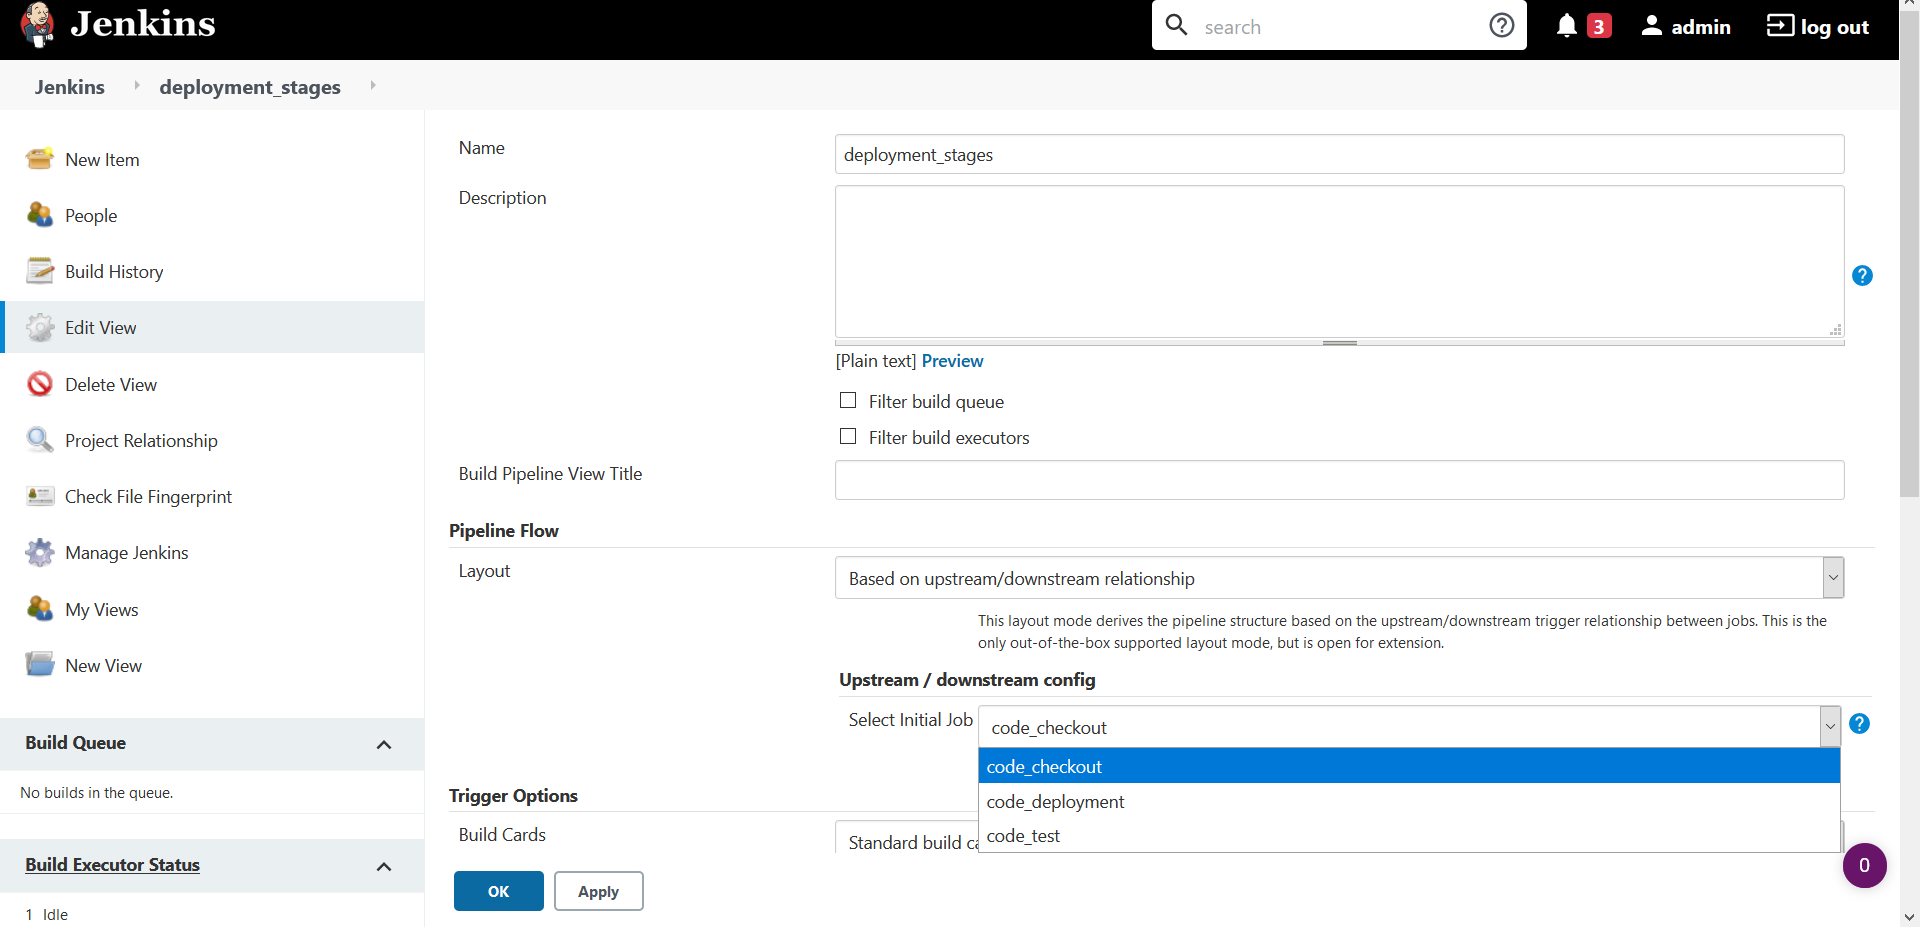 Jenkins
search
3
admin
log out
Jenkins
deployment_stages
New Item
People
Build History
Edit View
Delete View
Project Relationship
Check File Fingerprint
Manage Jenkins
My Views
New View
Build Queue
No builds in the queue.
Build Executor Status
1 Idle
Name
deployment_stages
Description
[Plain text] Preview
Filter build queue
Filter build executors
Build Pipeline View Title
Pipeline Flow
Layout
Based on upstream/downstream relationship
This layout mode derives the pipeline structure based on the upstream/downstream trigger relationship between jobs. This is the
only out-of-the-box supported layout mode, but is open for extension.
Upstream / downstream config
Select Initial Job
code_checkout
code_checkout
code_deployment
code_test
Trigger Options
Build Cards
Standard build ca
OK
Apply
0